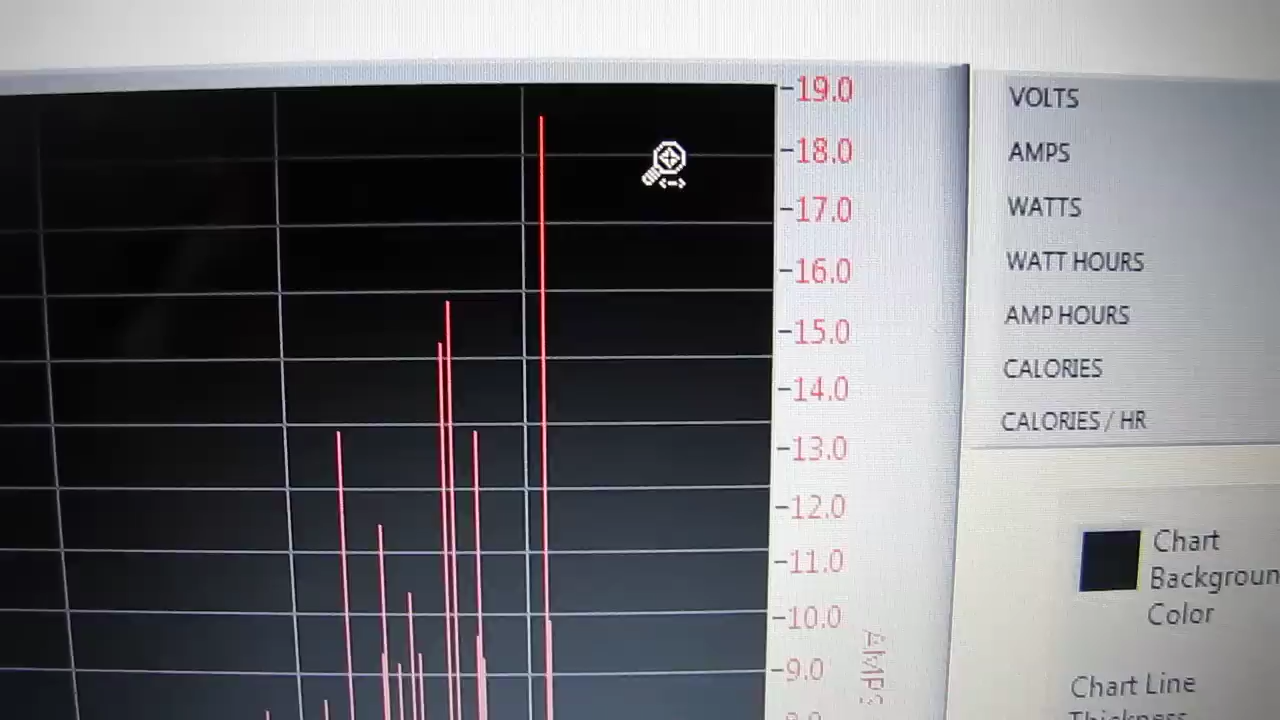 19.0
18.0
17.0
16.0
15.0
14.0
13.0
12.0
11.0
10.0
9.0
AMPS
VOLTS
AMPS
WATTS
WATT HOURS
AMP HOURS
CALORIES
CALORIES / HR
Chart
Backgroun
Color
Chart Line